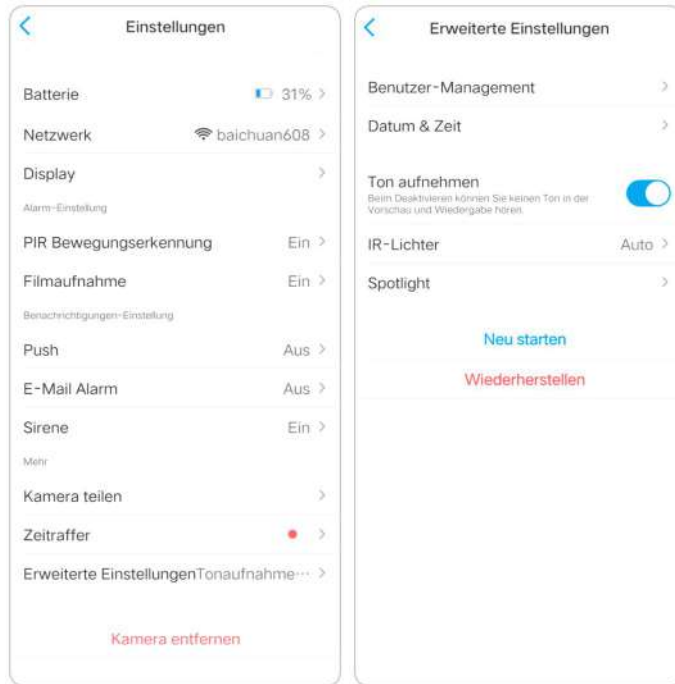 Einstellungen
Batterie 31%
Netzwerk baichuan608
Display
Alarm-Einstellung
PIR Bewegungserkennung Ein
Filmaufnahme Ein
Benachrichtigungen-Einstellung
Push Aus
E-Mail Alarm Aus
Sirene Ein
Mehr
Kamera teilen
Zeitraffer
Erweiterte Einstellungen Tonaufnahme···
Kamera entfernen
Erweiterte Einstellungen
Benutzer-Management
Datum & Zeit
Ton aufnehmen
Beim Deaktivieren können Sie keinen Ton in der
Vorschau und Wiedergabe hören.
IR-Lichter Auto
Spotlight
Neu starten
Wiederherstellen